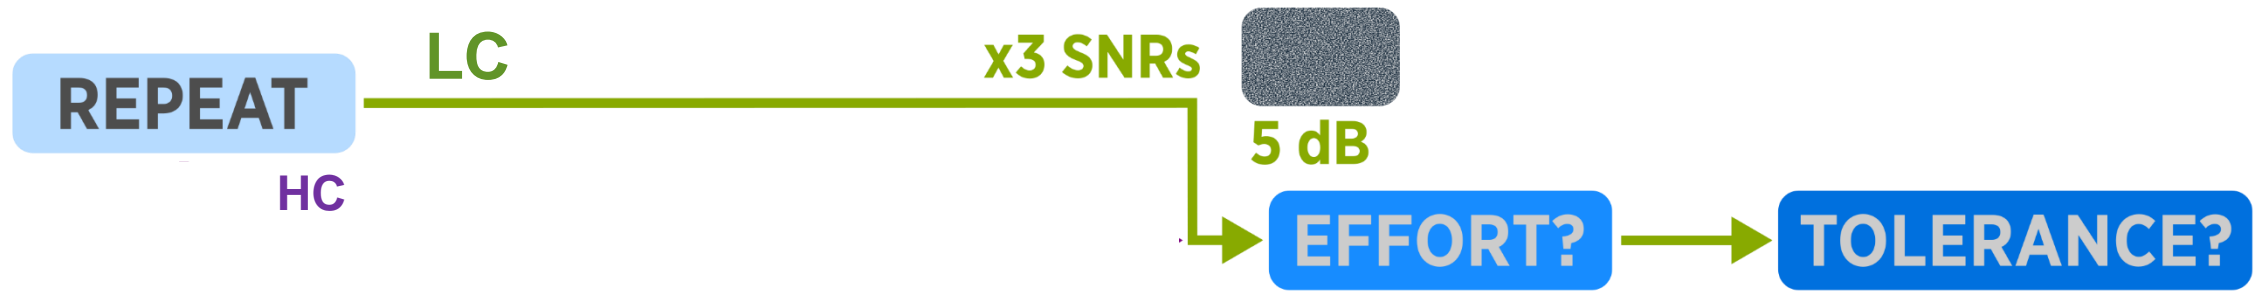 REPEAT
LC
HC
x3 SNRs
5 dB
EFFORT?
TOLERANCE?